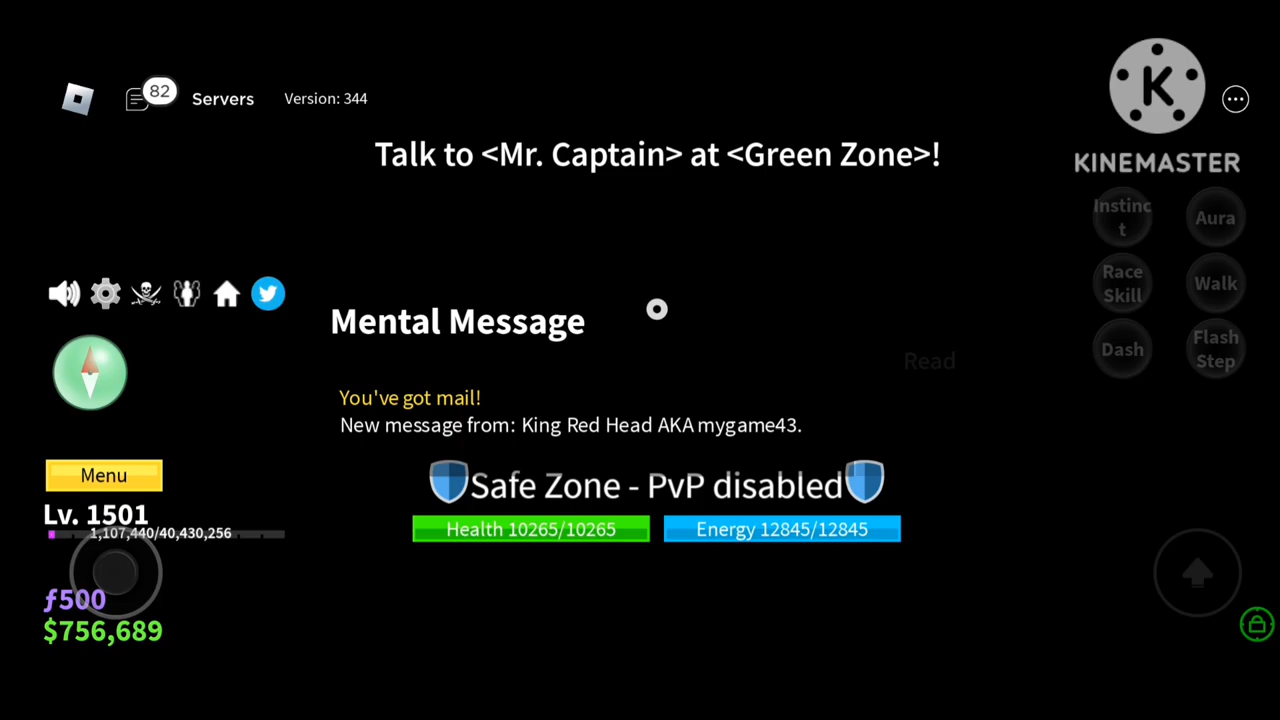 82
Servers
Version: 344
K
KINEMASTER
Talk to <Mr. Captain> at <Green Zone>!
Instinc
t
Aura
Race
Skill
Walk
Mental Message
Dash
Flash
Step
Read
You've got mail!
New message from: King Red Head AKA mygame43.
Menu
Safe Zone - PvP disabled
Lv. 1501
1,107,440/40,430,256
Health 10265/10265
Energy 12845/12845
ƒ500
$756,689